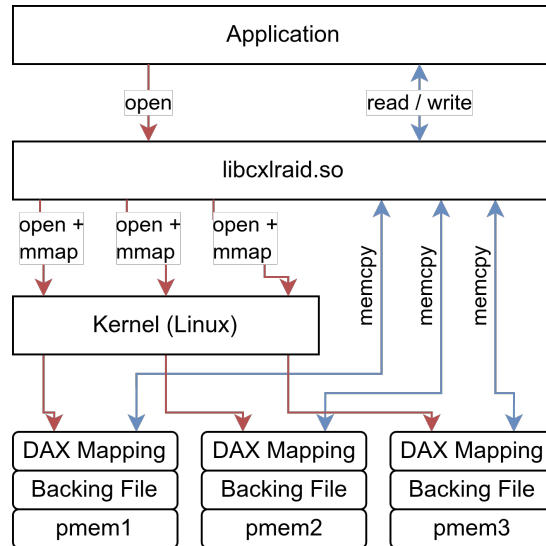 Application
open
read / write
libcxlraid.so
open +
mmap
open +
mmap
open +
mmap
memcpy
memcpy
memcpy
Kernel (Linux)
DAX Mapping
DAX Mapping
DAX Mapping
Backing File
Backing File
Backing File
pmem1
pmem2
pmem3